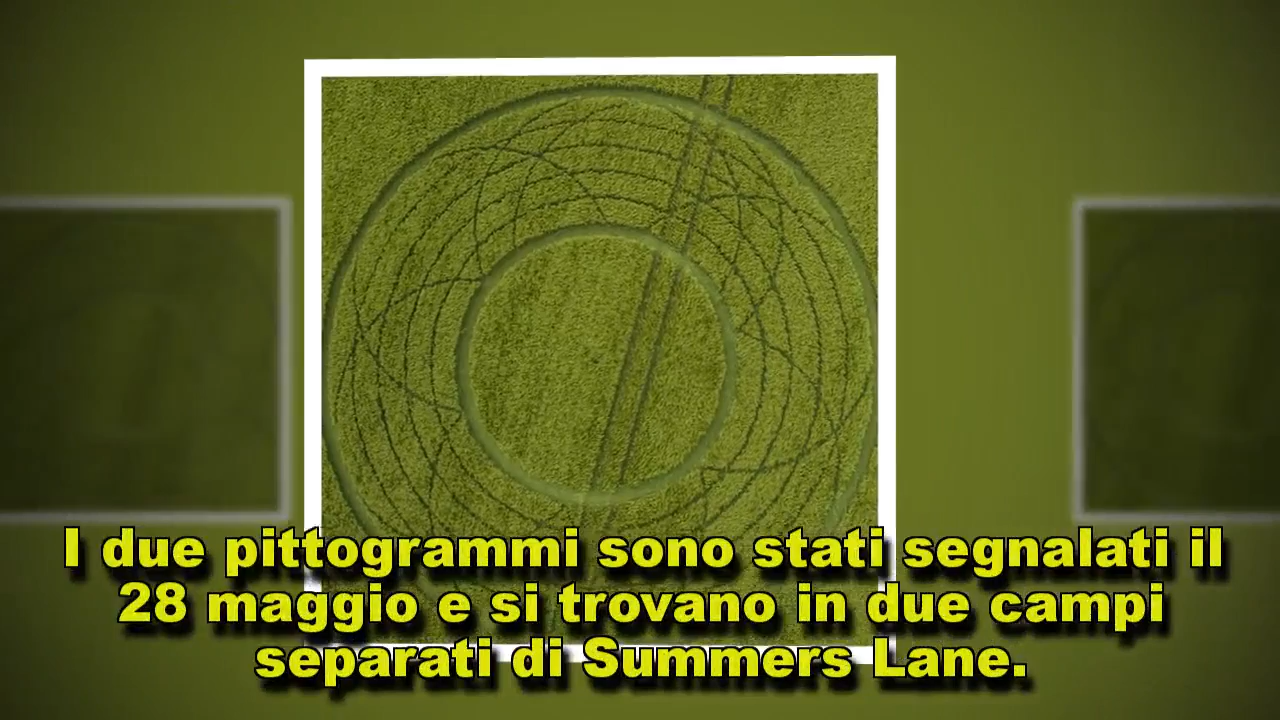 I due pittogrammi sono stati segnalati il
28 maggio e si trovano in due campi
separati di Summers Lane.